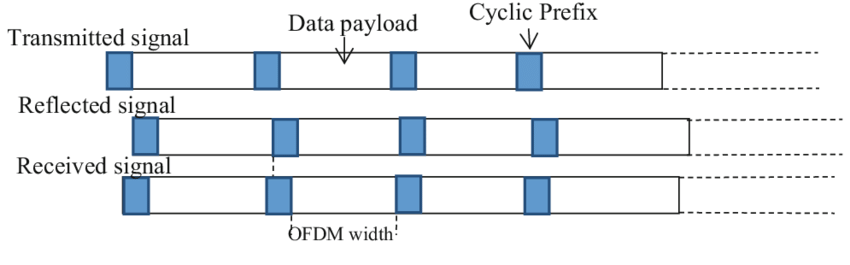 Cyclic Prefix
Data payload
Transmitted signal
Reflected signal
Received signal
OFDM width